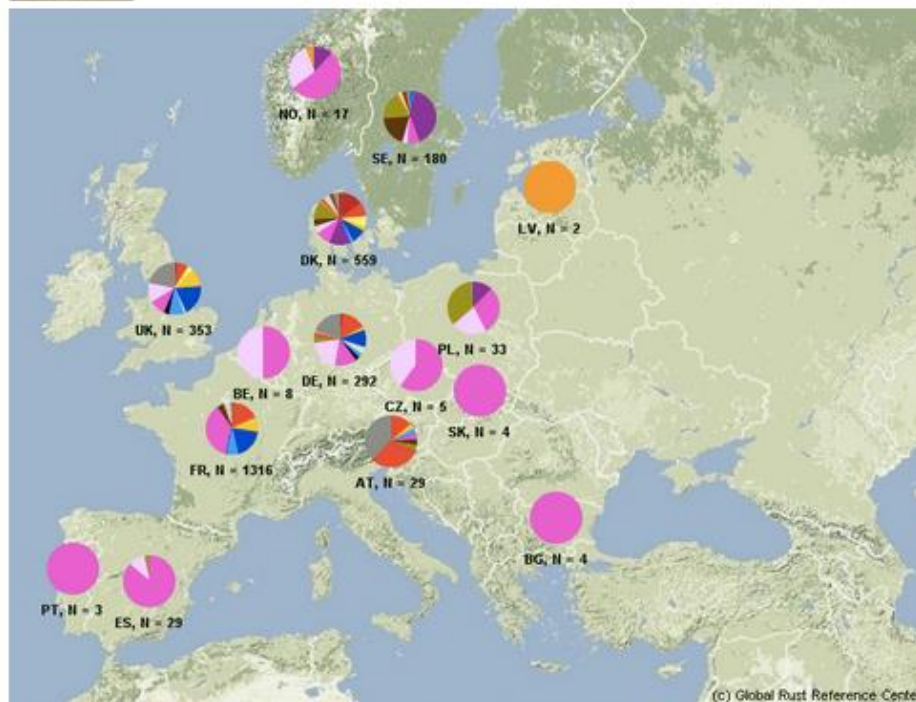 NO, N = 17
SE, N = 180
LV, N = 2
DK, N = 559
UK, N = 353
PL, N = 33
BE, N = 8
DE, N = 292
CZ, N = 5
SK, N = 4
FR, N = 1316
AT, N = 29
BG, N = 4
PT, N = 3
ES, N = 29
(c) Global Rust Reference Cente